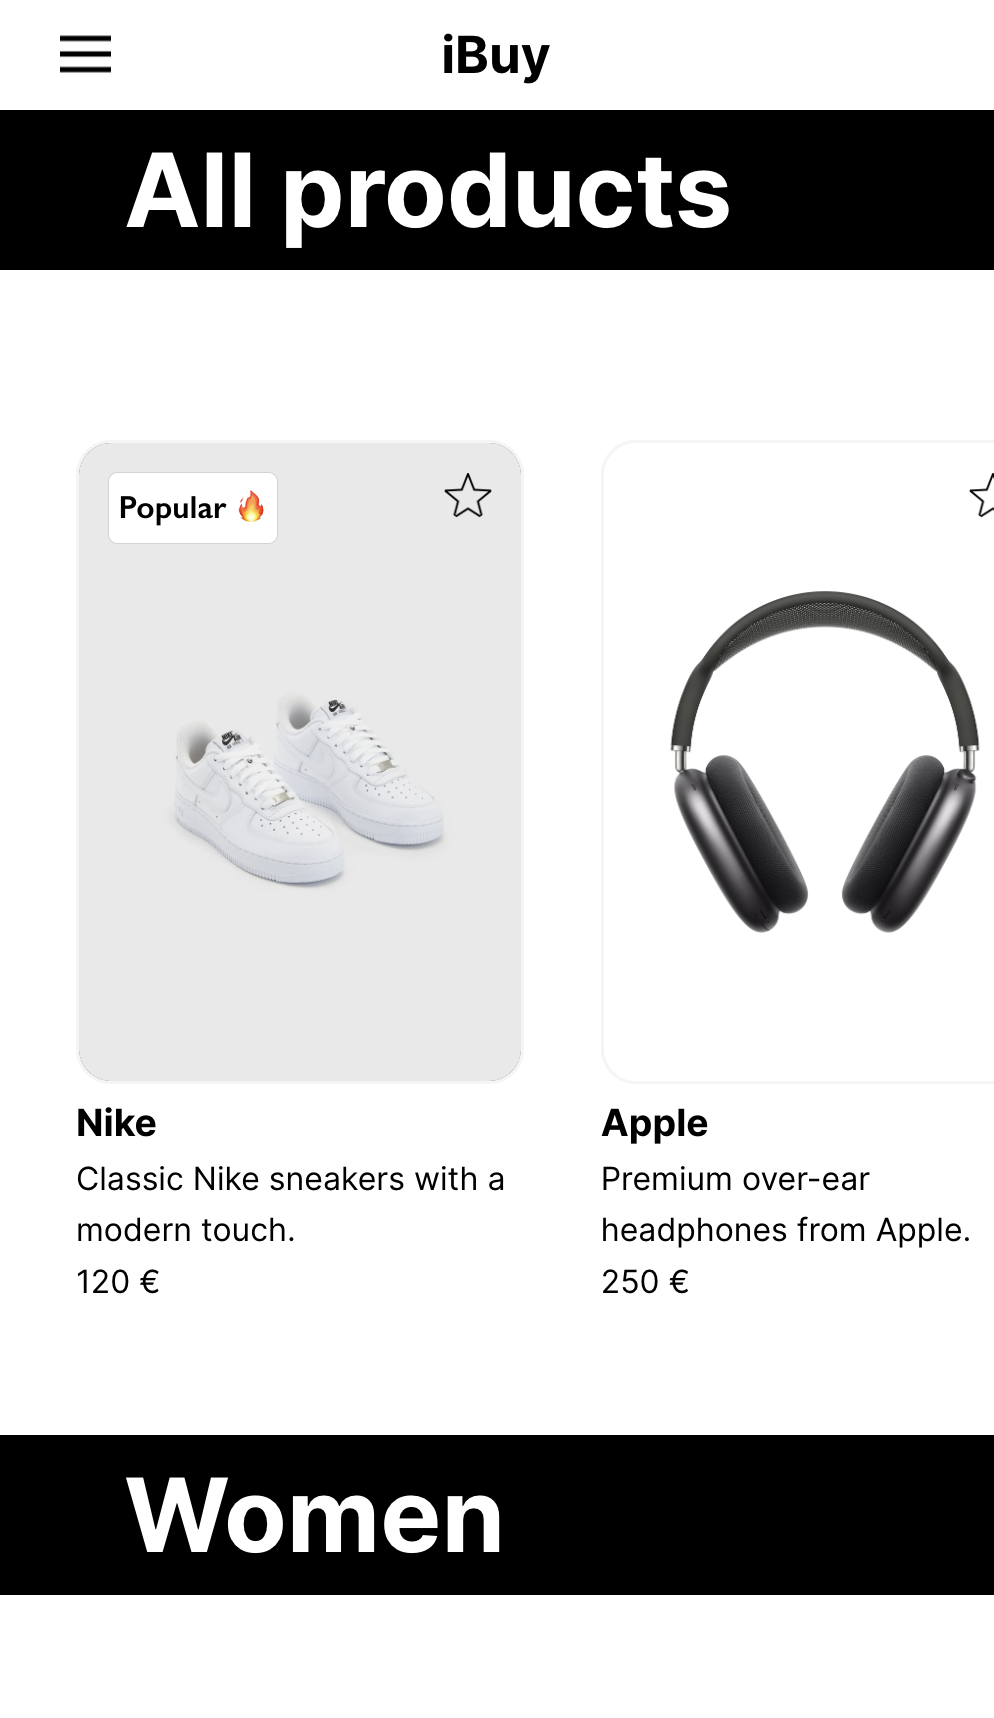 iBuy
All products
Popular 🔥
Nike
Classic Nike sneakers with a
modern touch.
120 €
Apple
Premium over-ear
headphones from Apple.
250 €
Women